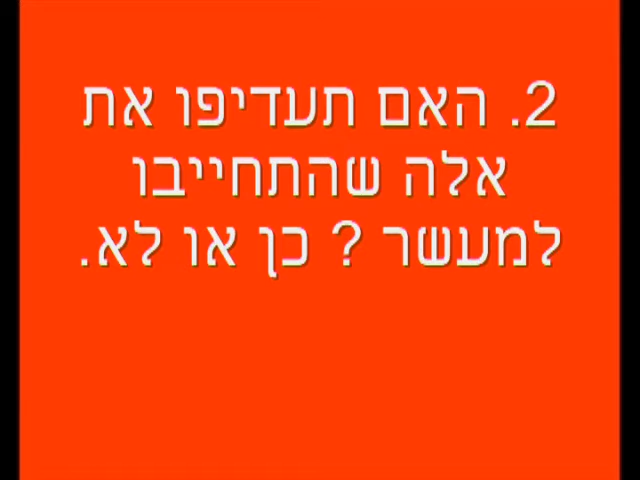 2. האם תעדיפו את
אלה שהתחייבו
למעשר ? כן או לא.